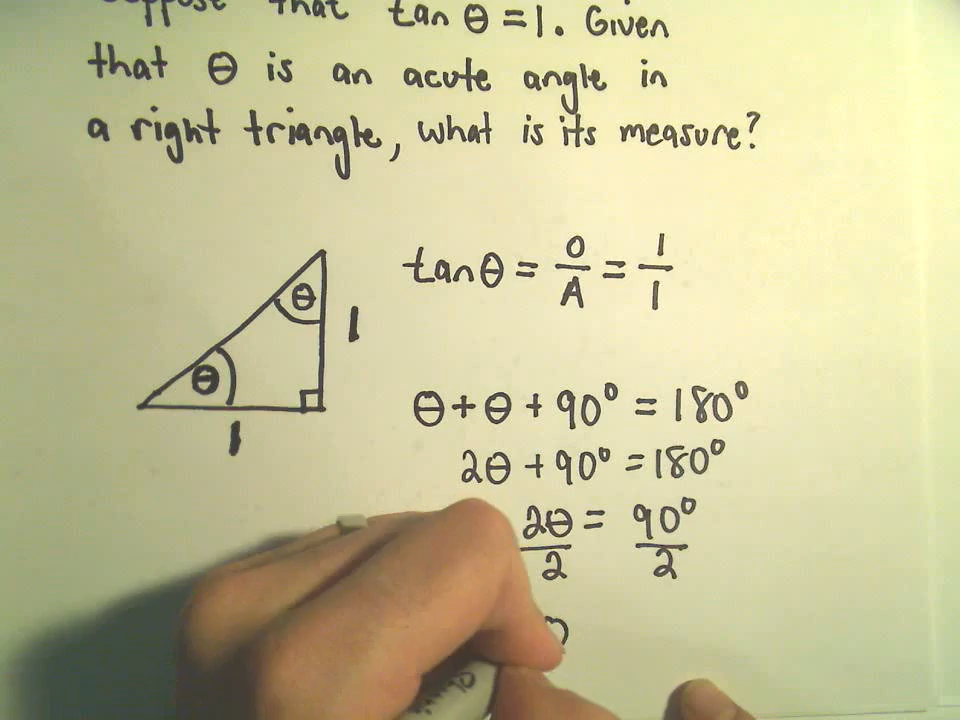 that tan θ = 1. Given
that θ is an acute angle in
a right triangle, what is its measure?
tan θ = O/A = 1/1
θ
1
θ
1
θ + θ + 90° = 180°
2θ + 90° = 180°
2θ/2 = 90°/2